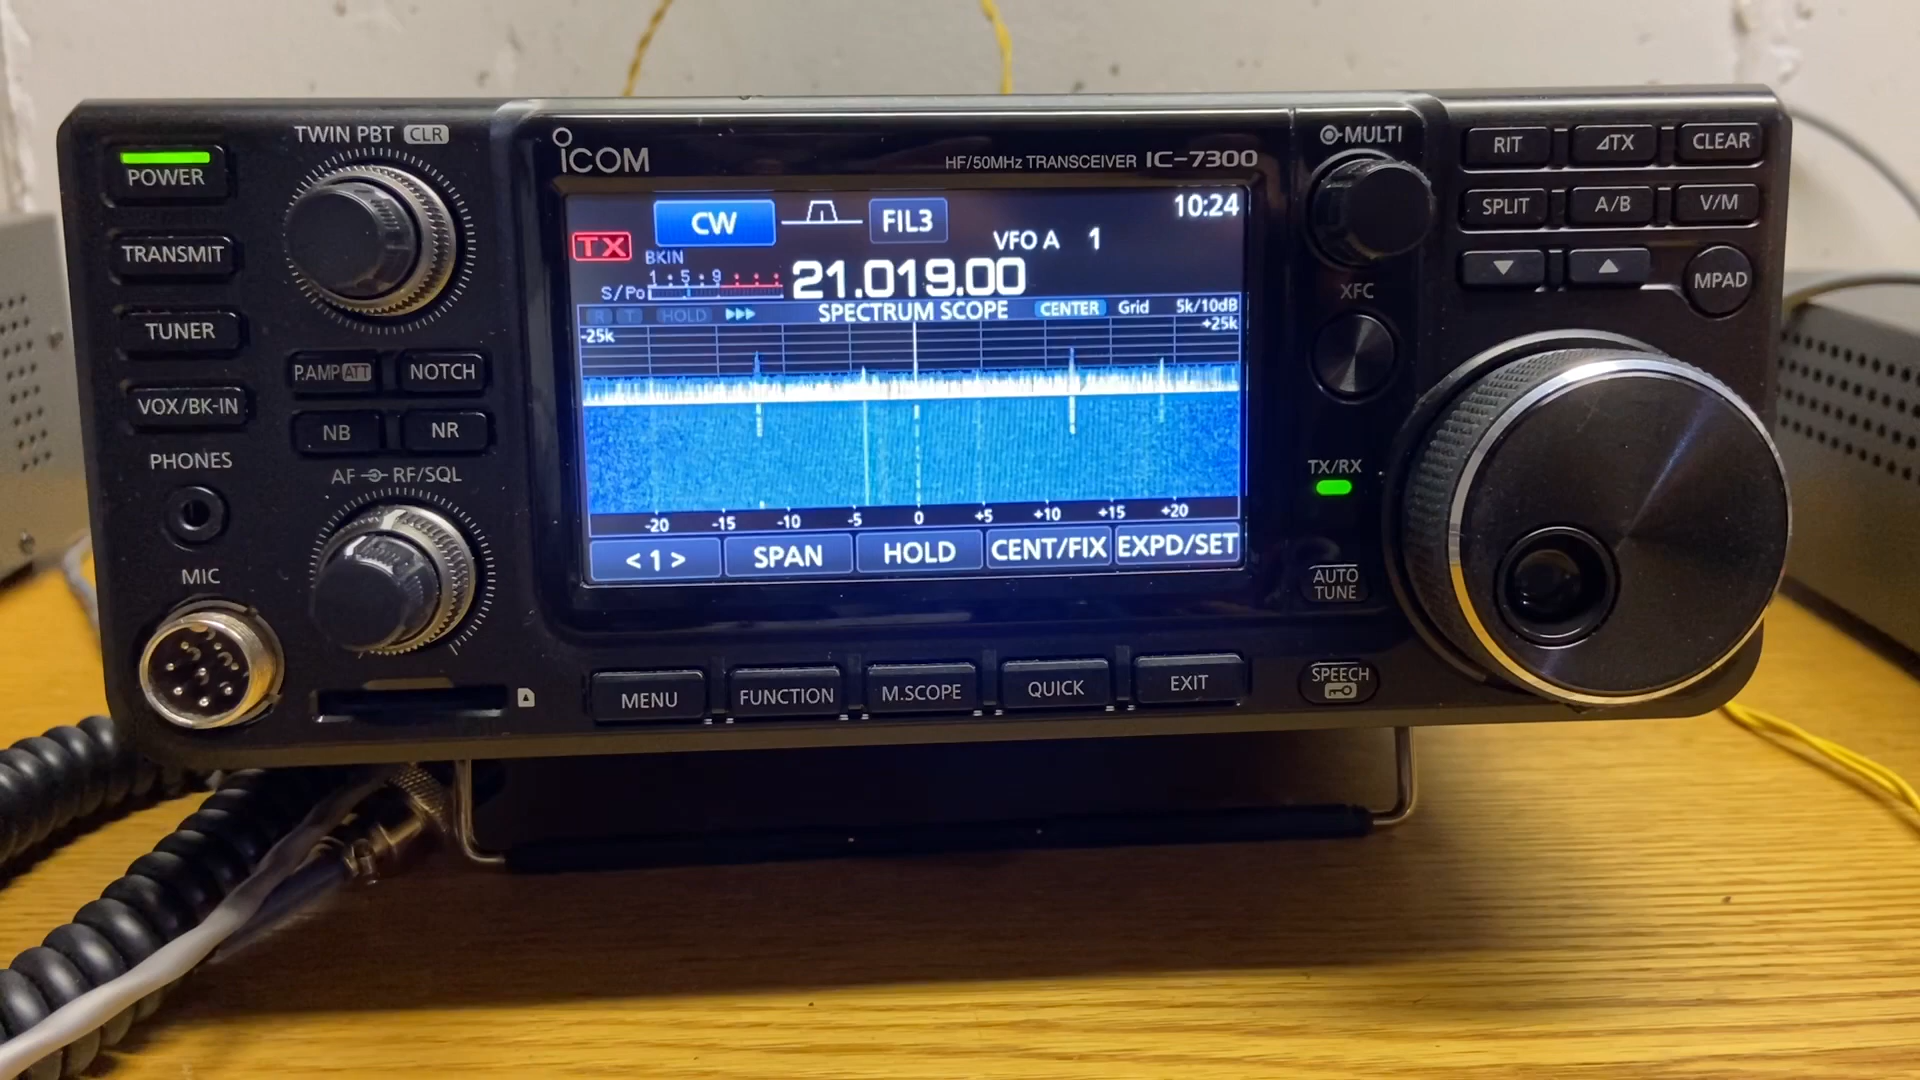 POWER
TWIN PBT CLR
ICOM
HF/50MHz TRANSCEIVER IC-7300
MULTI
RIT
⊿TX
CLEAR
TRANSMIT
CW
FIL3
10:24
SPLIT
A/B
V/M
TX
BKIN
VFO A 1
1 5 9
S/Po
21.019.00
XFC
▼
▲
MPAD
TUNER
R T HOLD
SPECTRUM SCOPE
CENTER Grid 5k/10dB
-25k
+25k
P.AMP ATT
NOTCH
VOX/BK-IN
NB
NR
PHONES
AF RF/SQL
TX/RX
-20 -15 -10 -5 0 +5 +10 +15 +20
< 1 >
SPAN
HOLD
CENT/FIX
EXPD/SET
MIC
AUTO
TUNE
MENU
FUNCTION
M.SCOPE
QUICK
EXIT
SPEECH